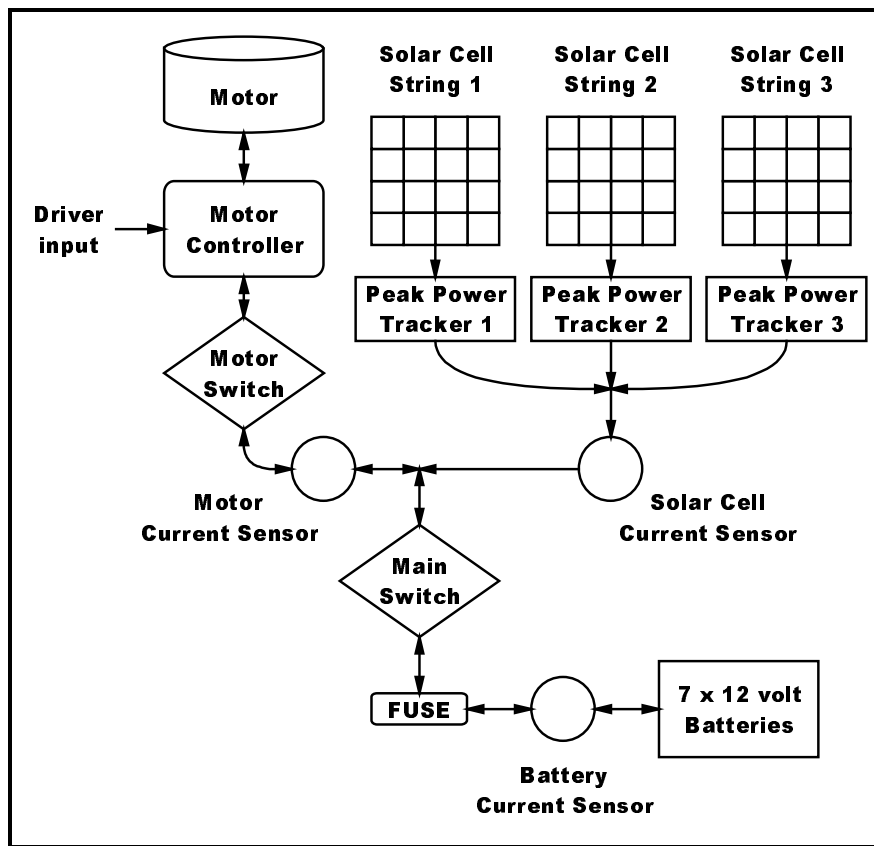 Motor
Solar Cell
String 1
Solar Cell
String 2
Solar Cell
String 3
Driver
input
Motor
Controller
Peak Power
Tracker 1
Peak Power
Tracker 2
Peak Power
Tracker 3
Motor
Switch
Motor
Current Sensor
Solar Cell
Current Sensor
Main
Switch
FUSE
7 x 12 volt
Batteries
Battery
Current Sensor